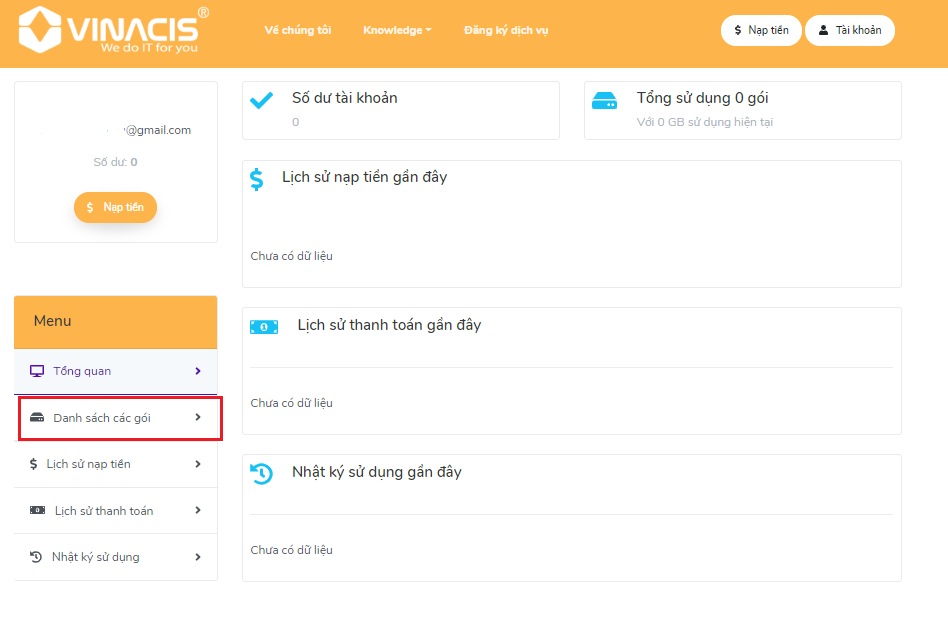 VINACIS®
We do IT for you
Về chúng tôi
Knowledge
Đăng ký dịch vụ
Nạp tiền
Tài khoản
@gmail.com
Số dư: 0
Nạp tiền
Số dư tài khoản
0
Tổng sử dụng 0 gói
Với 0 GB sử dụng hiện tại
Lịch sử nạp tiền gần đây
Chưa có dữ liệu
Lịch sử thanh toán gần đây
Chưa có dữ liệu
Nhật ký sử dụng gần đây
Chưa có dữ liệu
Menu
Tổng quan
Danh sách các gói
Lịch sử nạp tiền
Lịch sử thanh toán
Nhật ký sử dụng